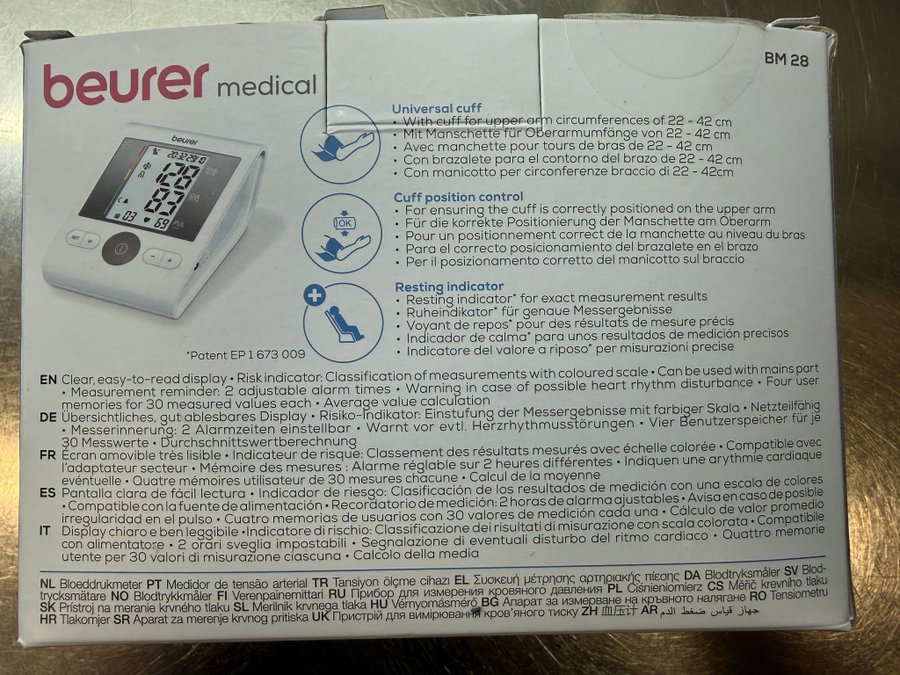 beurer medical
BM 28
beurer
20:32 29/10
128
83
03
69
SYS
DIA
PUL
SET
M
−
+
OK
Universal cuff
• With cuff for upper arm circumferences of 22 - 42 cm
• Mit Manschette für Oberarmumfänge von 22 - 42 cm
• Avec manchette pour tours de bras de 22 - 42 cm
• Con brazalete para el contorno del brazo de 22 - 42 cm
• Con manicotto per circonferenze braccio di 22 - 42cm
Cuff position control
• For ensuring the cuff is correctly positioned on the upper arm
• Für die korrekte Positionierung der Manschette am Oberarm
• Pour un positionnement correct de la manchette au niveau du bras
• Para el correcto posicionamiento del brazalete en el brazo
• Per il posizionamento corretto del manicotto sul braccio
Resting indicator
• Resting indicator* for exact measurement results
• Ruheindikator* für genaue Messergebnisse
• Voyant de repos* pour des résultats de mesure précis
• Indicador de calma* para unos resultados de medición precisos
• Indicatore del valore a riposo* per misurazioni precise
*Patent EP 1 673 009
EN Clear, easy-to-read display • Risk indicator: Classification of measurements with coloured scale • Can be used with mains part
• Measurement reminder: 2 adjustable alarm times • Warning in case of possible heart rhythm disturbance • Four user
memories for 30 measured values each • Average value calculation
DE Übersichtliches, gut ablesbares Display • Risiko-Indikator: Einstufung der Messergebnisse mit farbiger Skala • Netzteilfähig
• Messerinnerung: 2 Alarmzeiten einstellbar • Warnt vor evtl. Herzrhythmusstörungen • Vier Benutzerspeicher für je
30 Messwerte • Durchschnittswertberechnung
FR Écran amovible très lisible • Indicateur de risque: Classement des résultats mesurés avec échelle colorée • Compatible avec
l'adaptateur secteur • Mémoire des mesures : Alarme réglable sur 2 heures différentes • Indiquen une arythmie cardiaque
evéntuelle • Quatre mémoires utilisateur de 30 mesures chacune • Calcul de la moyenne
ES Pantalla clara de fácil lectura • Indicador de riesgo: Clasificación de los resultados de medición con una escala de colores
• Compatible con la fuente de alimentación • Recordatorio de medición: 2 horas de alarma ajustables • Avisa en caso de posible
irregularidad en el pulso • Cuatro memorias de usuarios con 30 valores de medición cada una • Cálculo de valor promedio
IT Display chiaro e ben leggibile •Indicatore di rischio: Classificazione dei risultati di misurazione con scala colorata • Compatibile
con alimentatore • 2 orari sveglia impostabili • Segnalazione di eventuali disturbo del ritmo cardiaco • Quattro memorie
utente per 30 valori di misurazione ciascuna • Calcolo della media
NL Bloeddrukmeter PT Medidor de tensão arterial TR Tansiyon ölçme cihazı EL Συσκευή μέτρησης αρτηριακής πίεσης DA Blodtryksmåler SV Blod-
trycksmätare NO Blodtrykkmåler FI Verenpainemittari RU Прибор для измерения кровяного давления PL Ciśnieniomierz CS Měřič krevního tlaku
SK Prístroj na meranie krvného tlaku SL Merilnik krvnega tlaka HU Vérnyomásmérő BG Апарат за измерване на кръвното налягане RO Tensiometru
HR Tlakomjer SR Aparat za merenje krvnog pritiska UK Пристрій для вимірювання кров'яного тиску ZH 血压计 AR جهاز قياس ضغط الدم